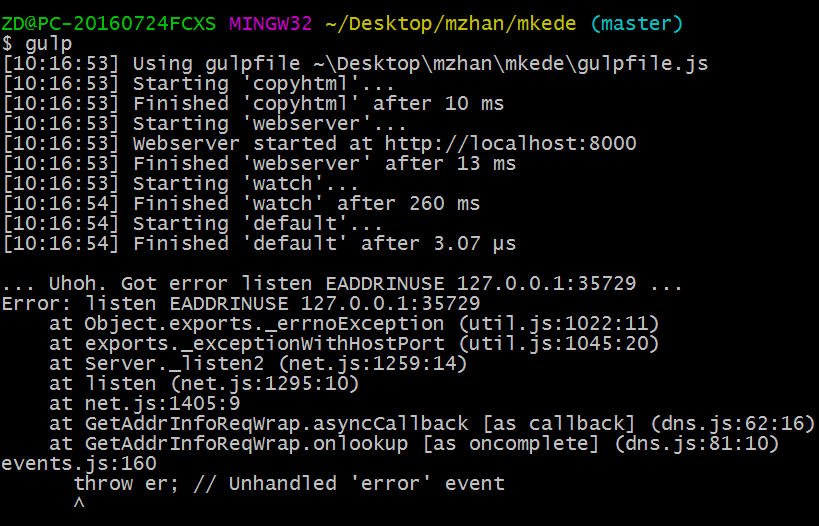 ZD@PC-20160724FCXS MINGW32 ~/Desktop/mzhan/mkede (master)
$ gulp
[10:16:53] Using gulpfile ~\Desktop\mzhan\mkede\gulpfile.js
[10:16:53] Starting 'copyhtml'...
[10:16:53] Finished 'copyhtml' after 10 ms
[10:16:53] Starting 'webserver'...
[10:16:53] Webserver started at http://localhost:8000
[10:16:53] Finished 'webserver' after 13 ms
[10:16:53] Starting 'watch'...
[10:16:54] Finished 'watch' after 260 ms
[10:16:54] Starting 'default'...
[10:16:54] Finished 'default' after 3.07 μs
... Uhoh. Got error listen EADDRINUSE 127.0.0.1:35729 ...
Error: listen EADDRINUSE 127.0.0.1:35729
    at Object.exports._errnoException (util.js:1022:11)
    at exports._exceptionWithHostPort (util.js:1045:20)
    at Server._listen2 (net.js:1259:14)
    at listen (net.js:1295:10)
    at net.js:1405:9
    at GetAddrInfoReqWrap.asyncCallback [as callback] (dns.js:62:16)
    at GetAddrInfoReqWrap.onlookup [as oncomplete] (dns.js:81:10)
events.js:160
      throw er; // Unhandled 'error' event
      ^